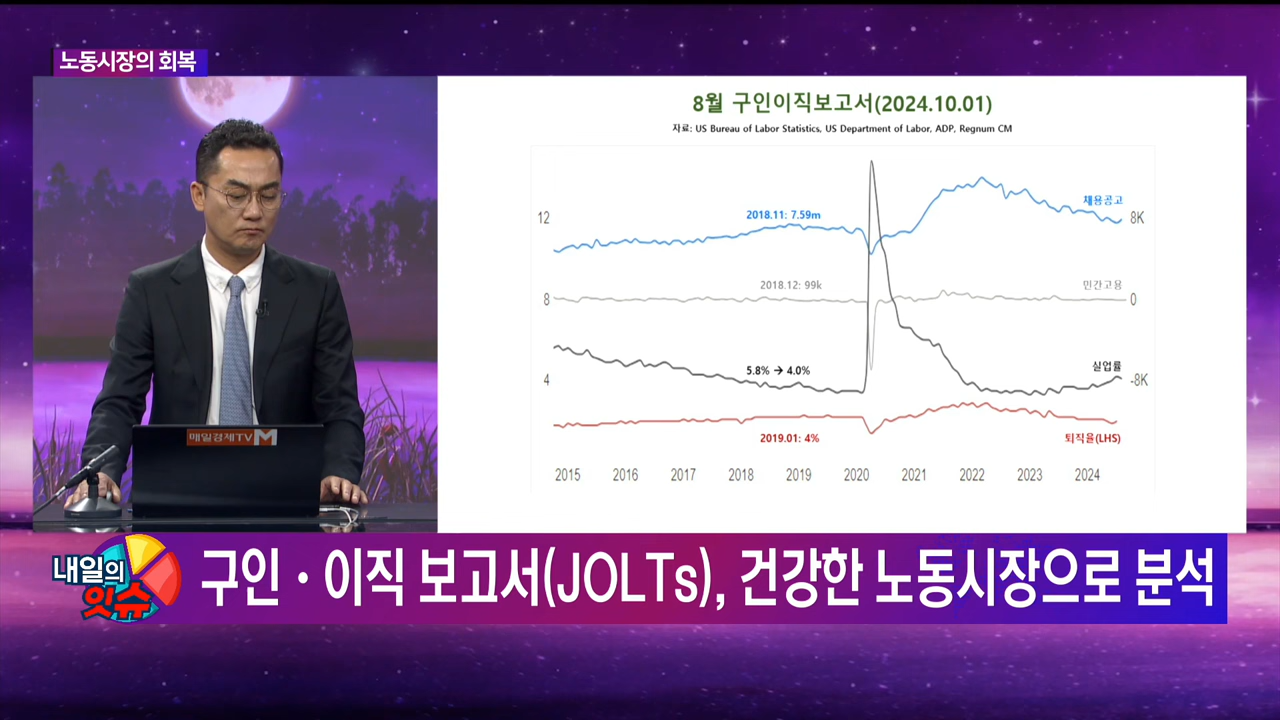 노동시장의 회복
8월 구인이직보고서(2024.10.01)
자료: US Bureau of Labor Statistics, US Department of Labor, ADP, Regnum CM
채용공고
12
2018.11: 7.59m
8K
2018.12: 99k
민간고용
8
0
5.8% → 4.0%
실업률
4
-8K
2019.01: 4%
퇴직율(LHS)
2015 2016 2017 2018 2019 2020 2021 2022 2023 2024
매일경제TV M
내일의
잇슈
구인·이직 보고서(JOLTs), 건강한 노동시장으로 분석